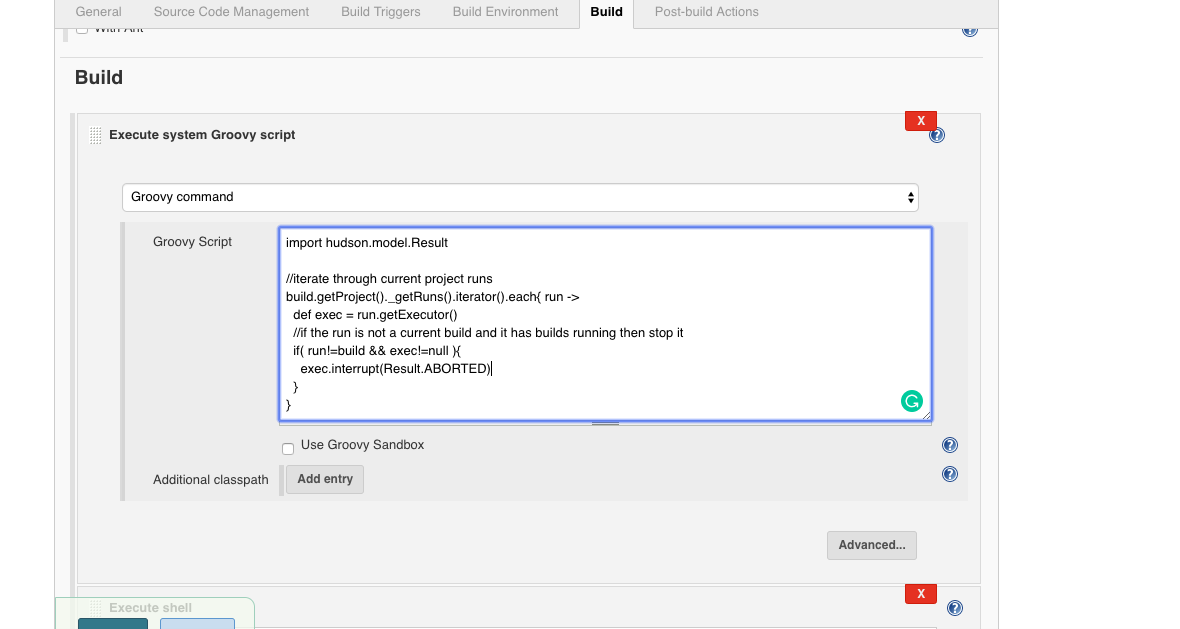 General Source Code Management Build Triggers Build Environment Build Post-build Actions
With Ant
Build
X
Execute system Groovy script
Groovy command
Groovy Script
import hudson.model.Result
//iterate through current project runs
build.getProject()._getRuns().iterator().each{ run ->
def exec = run.getExecutor()
//if the run is not a current build and it has builds running then stop it
if( run!=build && exec!=null ){
exec.interrupt(Result.ABORTED)
}
}
Use Groovy Sandbox
Additional classpath Add entry
Advanced...
X
Execute shell